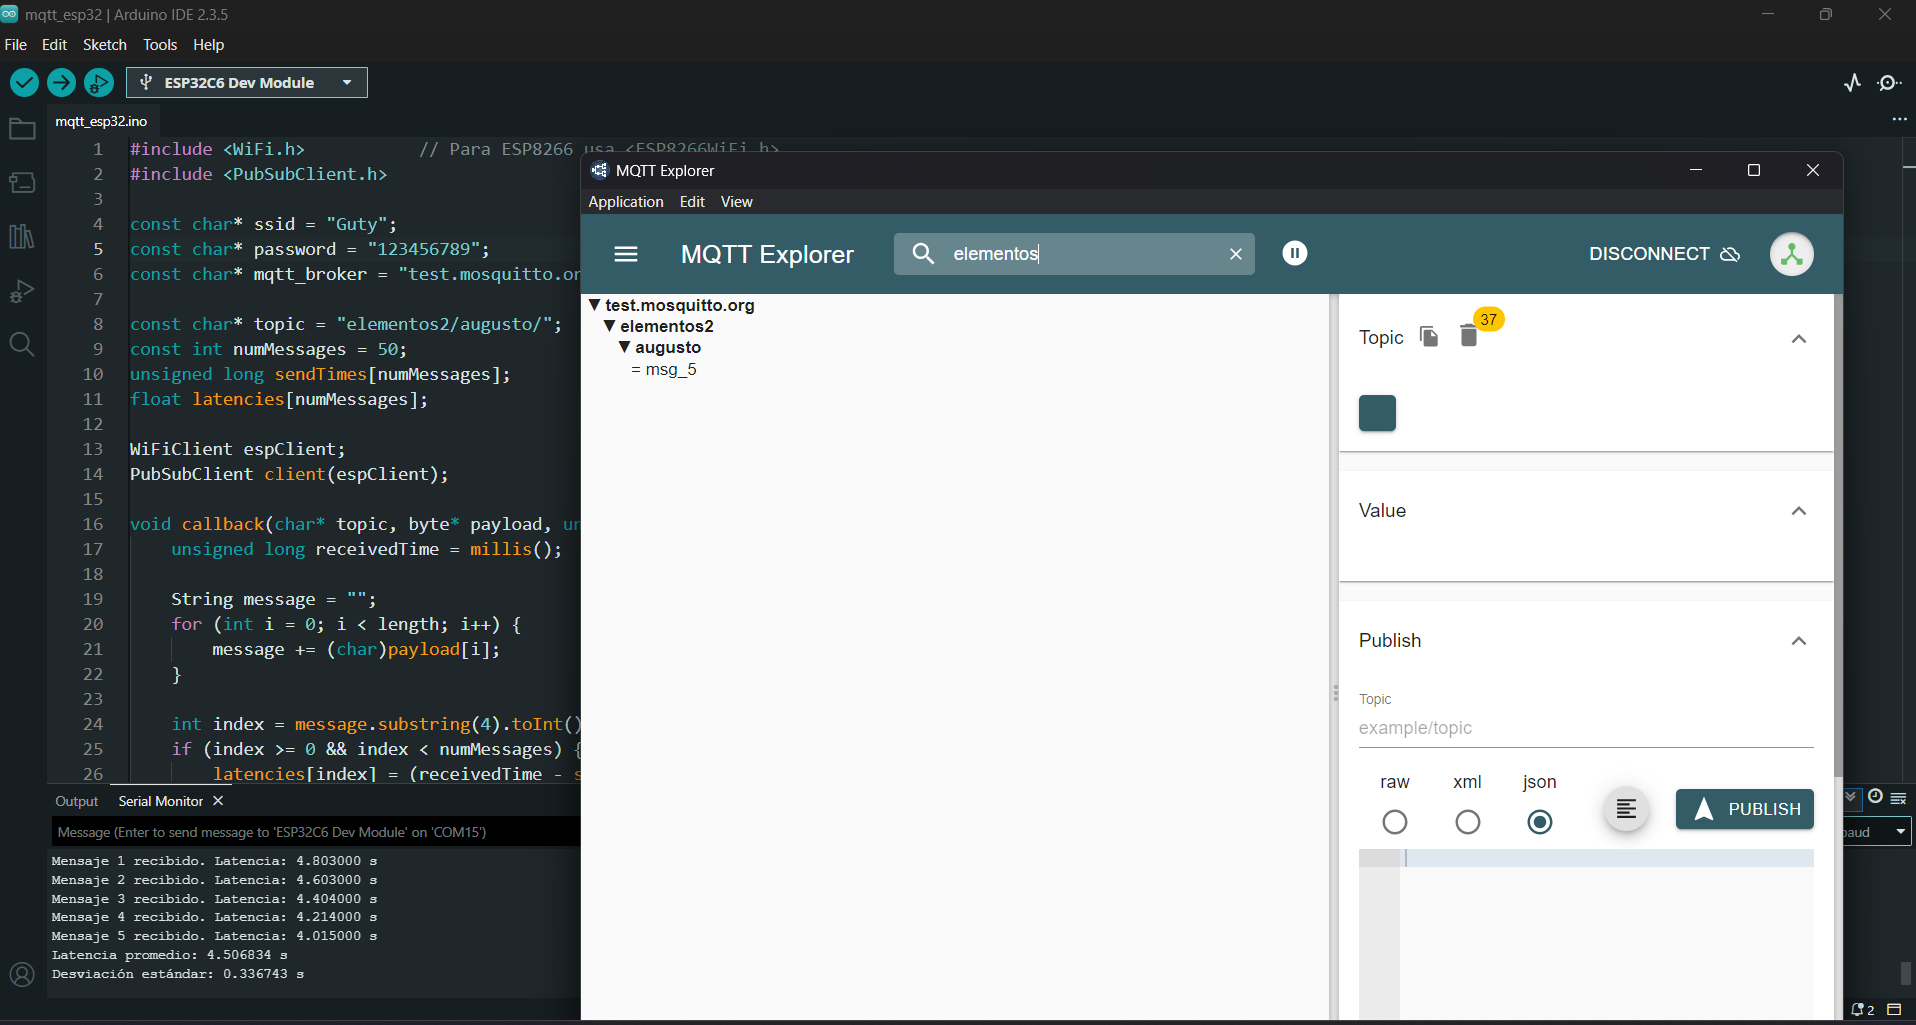 mqtt_esp32 | Arduino IDE 2.3.5
File Edit Sketch Tools Help
ESP32C6 Dev Module
mqtt_esp32.ino
1 #include <WiFi.h> // Para ESP8266 usa <ESP8266WiFi.h>
2 #include <PubSubClient.h>
3
4 const char* ssid = "Guty";
5 const char* password = "123456789";
6 const char* mqtt_broker = "test.mosquitto.or
7
8 const char* topic = "elementos2/augusto/";
9 const int numMessages = 50;
10 unsigned long sendTimes[numMessages];
11 float latencies[numMessages];
12
13 WiFiClient espClient;
14 PubSubClient client(espClient);
15
16 void callback(char* topic, byte* payload, un
17 unsigned long receivedTime = millis();
18
19 String message = "";
20 for (int i = 0; i < length; i++) {
21 message += (char)payload[i];
22 }
23
24 int index = message.substring(4).toInt()
25 if (index >= 0 && index < numMessages) {
26 latencies[index] = (receivedTime - s
Output Serial Monitor
Message (Enter to send message to 'ESP32C6 Dev Module' on 'COM15')
Mensaje 1 recibido. Latencia: 4.803000 s
Mensaje 2 recibido. Latencia: 4.603000 s
Mensaje 3 recibido. Latencia: 4.404000 s
Mensaje 4 recibido. Latencia: 4.214000 s
Mensaje 5 recibido. Latencia: 4.015000 s
Latencia promedio: 4.506834 s
Desviación estándar: 0.336743 s
MQTT Explorer
Application Edit View
MQTT Explorer elementos DISCONNECT
test.mosquitto.org
elementos2
augusto
= msg_5
Topic 37
Value
Publish
Topic
example/topic
raw xml json
PUBLISH
baud
2